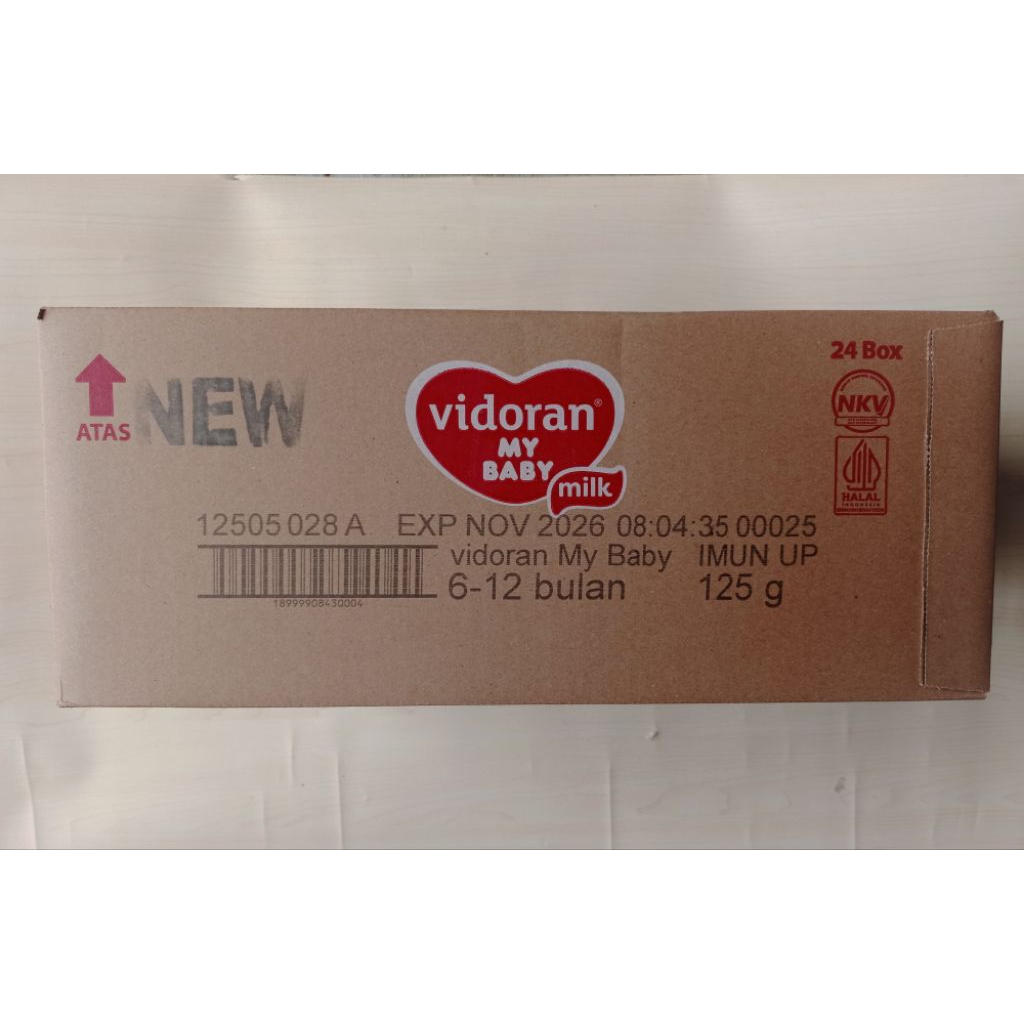 ATAS
NEW
vidoran®
MY
BABY
milk
24 Box
NKV
HALAL
INDONESIA
12505 028 A EXP NOV 2026 08:04:35 00025
vidoran My Baby IMUN UP
6-12 bulan 125 g
18999908430004